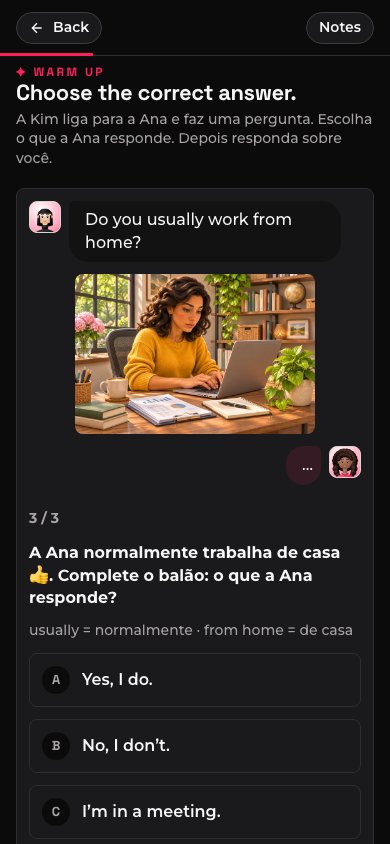 ← Back
Notes
✦ WARM UP
Choose the correct answer.
A Kim liga para a Ana e faz uma pergunta. Escolha
o que a Ana responde. Depois responda sobre
você.
Do you usually work from
home?
...
3 / 3
A Ana normalmente trabalha de casa
👍. Complete o balão: o que a Ana
responde?
usually = normalmente · from home = de casa
A Yes, I do.
B No, I don’t.
C I’m in a meeting.